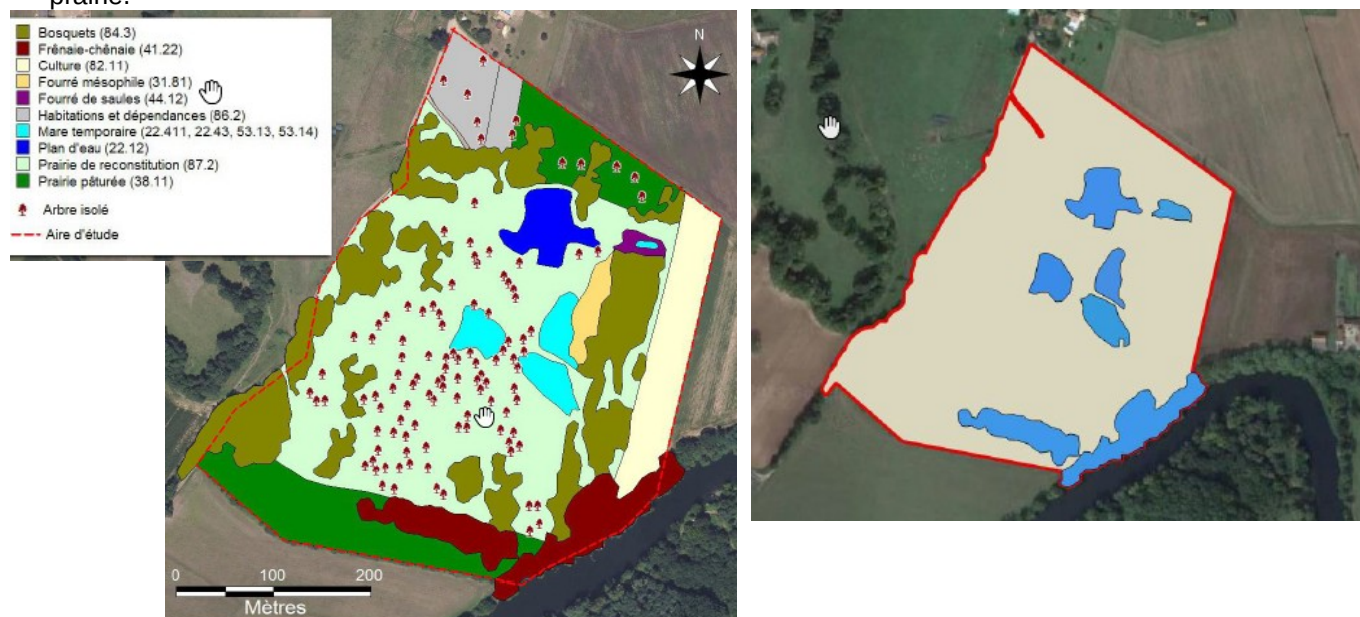 prairie.
Bosquets (84.3)
Frênaie-chênaie (41.22)
Culture (82.11)
Fourré mésophile (31.81)
Fourré de saules (44.12)
Habitations et dépendances (86.2)
Mare temporaire (22.411, 22.43, 53.13, 53.14)
Plan d'eau (22.12)
Prairie de reconstitution (87.2)
Prairie pâturée (38.11)
Arbre isolé
Aire d'étude
N
0 100 200
Mètres